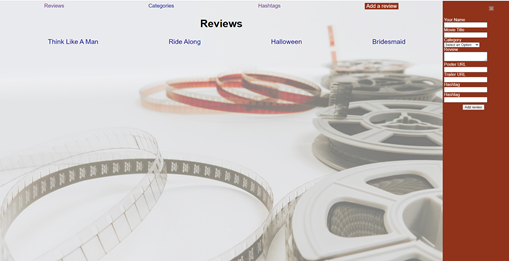 Reviews Categories Hashtags Add a review
Reviews
Think Like A Man Ride Along Halloween Bridesmaid
Your Name
Movie Title
Category
Select an Option
Review
Poster URL
Trailer URL
Hashtag
Hashtag
Add review